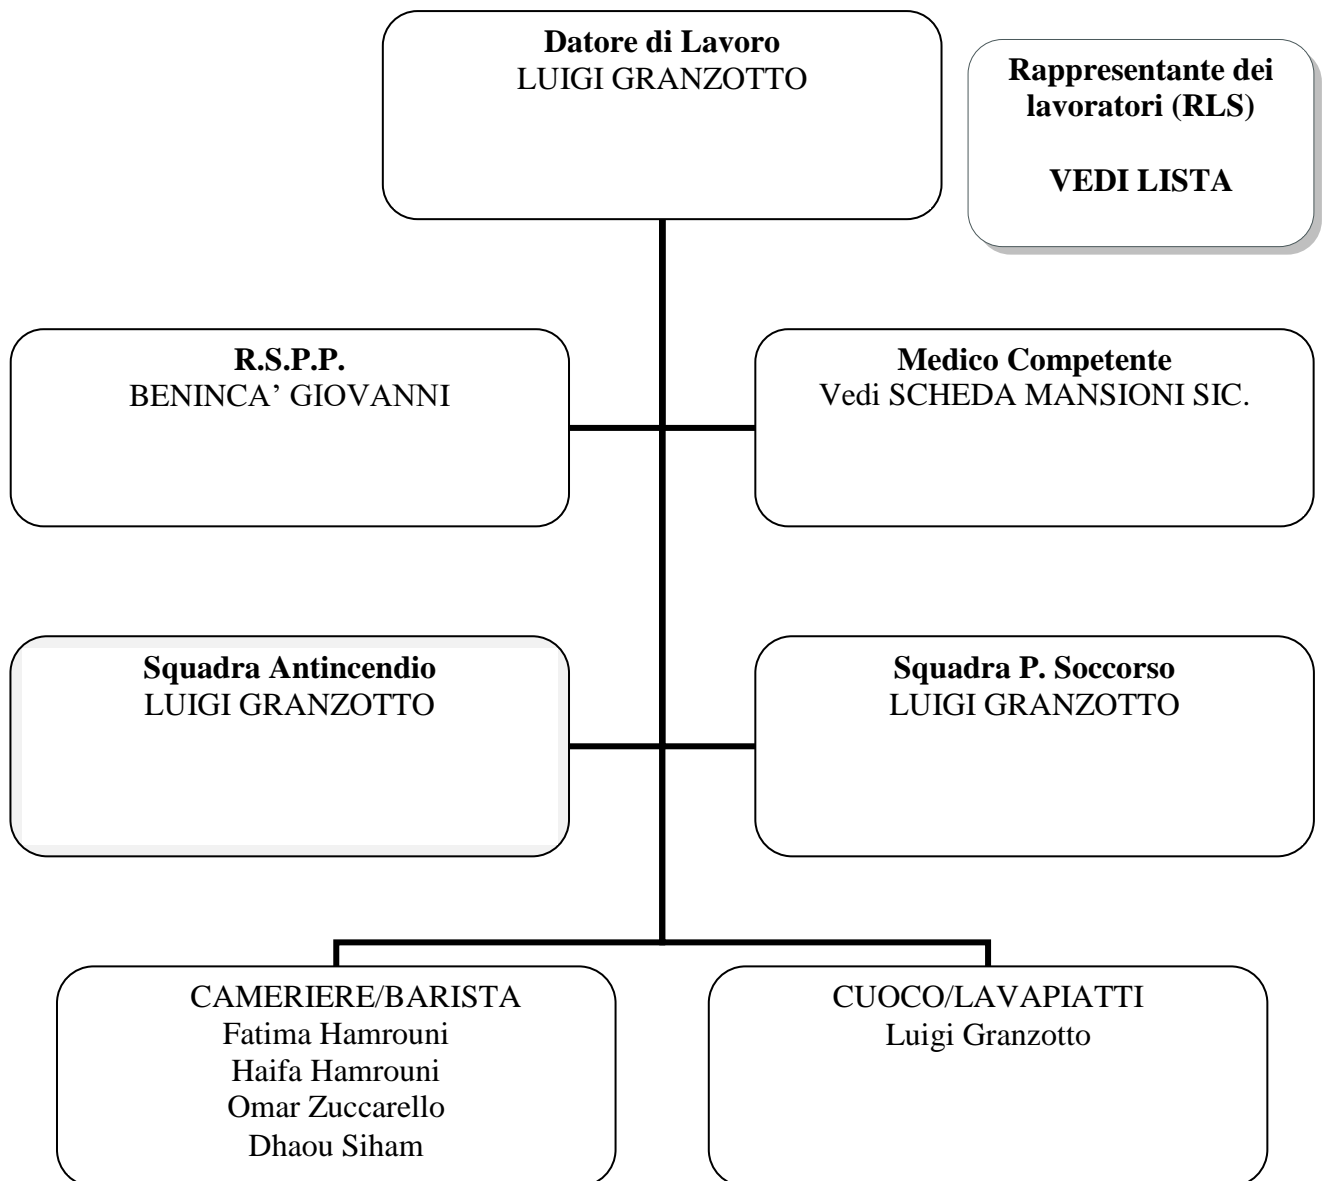 Datore di Lavoro
LUIGI GRANZOTTO
Rappresentante dei
lavoratori (RLS)
VEDI LISTA
R.S.P.P.
BENINCA’ GIOVANNI
Medico Competente
Vedi SCHEDA MANSIONI SIC.
Squadra Antincendio
LUIGI GRANZOTTO
Squadra P. Soccorso
LUIGI GRANZOTTO
CAMERIERE/BARISTA
Fatima Hamrouni
Haifa Hamrouni
Omar Zuccarello
Dhaou Siham
CUOCO/LAVAPIATTI
Luigi Granzotto